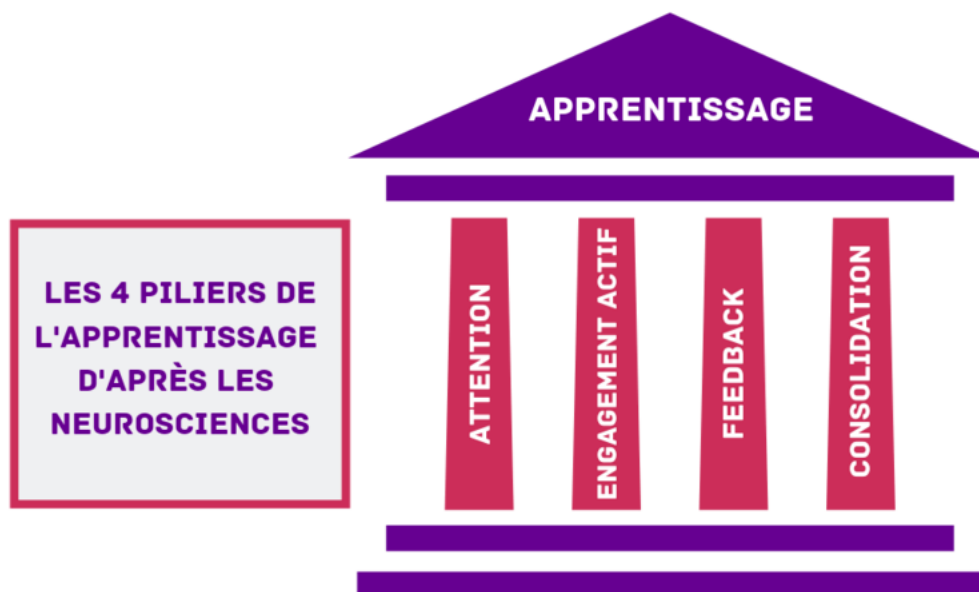 APPRENTISSAGE
LES 4 PILIERS DE
L'APPRENTISSAGE
D'APRÈS LES
NEUROSCIENCES
ATTENTION
ENGAGEMENT ACTIF
FEEDBACK
CONSOLIDATION